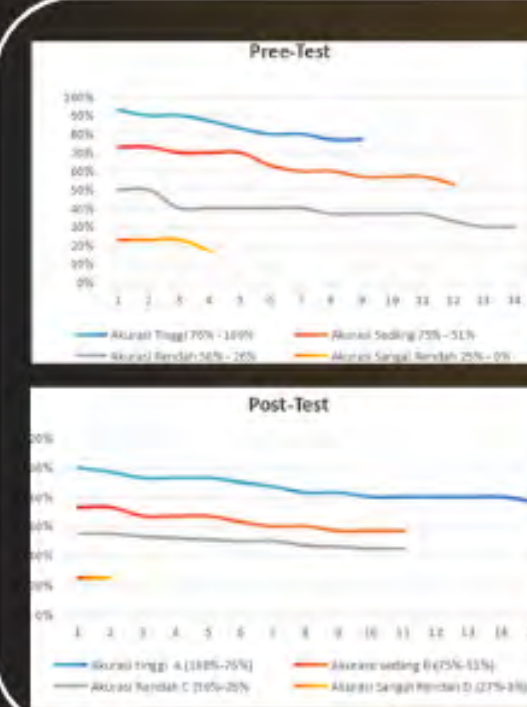 Pree-Test
100%
90%
80%
70%
60%
50%
40%
30%
20%
10%
0%
1 2 3 4 5 6 7 8 9 10 11 12 13 14
Akurasi Tinggi 76% - 100% Akurasi Sedang 75% - 51%
Akurasi Rendah 50% - 26% Akurasi Sangat Rendah 25% - 0%
Post-Test
20%
0%
1 2 3 4 5 6 7 8 9 10 11 12 13 14
Akurasi tinggi A (100%-76%) sedang B (75%-51%)
Akurasi Rendah C (50%-26% Akurasi Sangat Rendah D